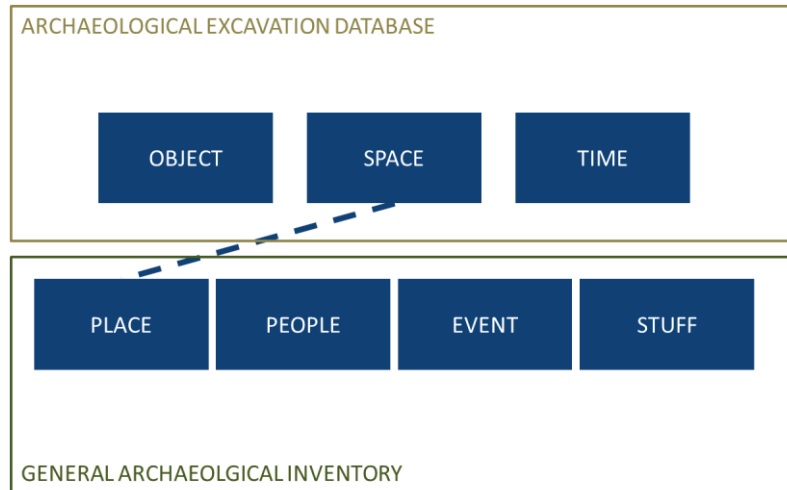 ARCHAEOLOGICAL EXCAVATION DATABASE
OBJECT SPACE TIME
PLACE PEOPLE EVENT STUFF
GENERAL ARCHAEOLGICAL INVENTORY